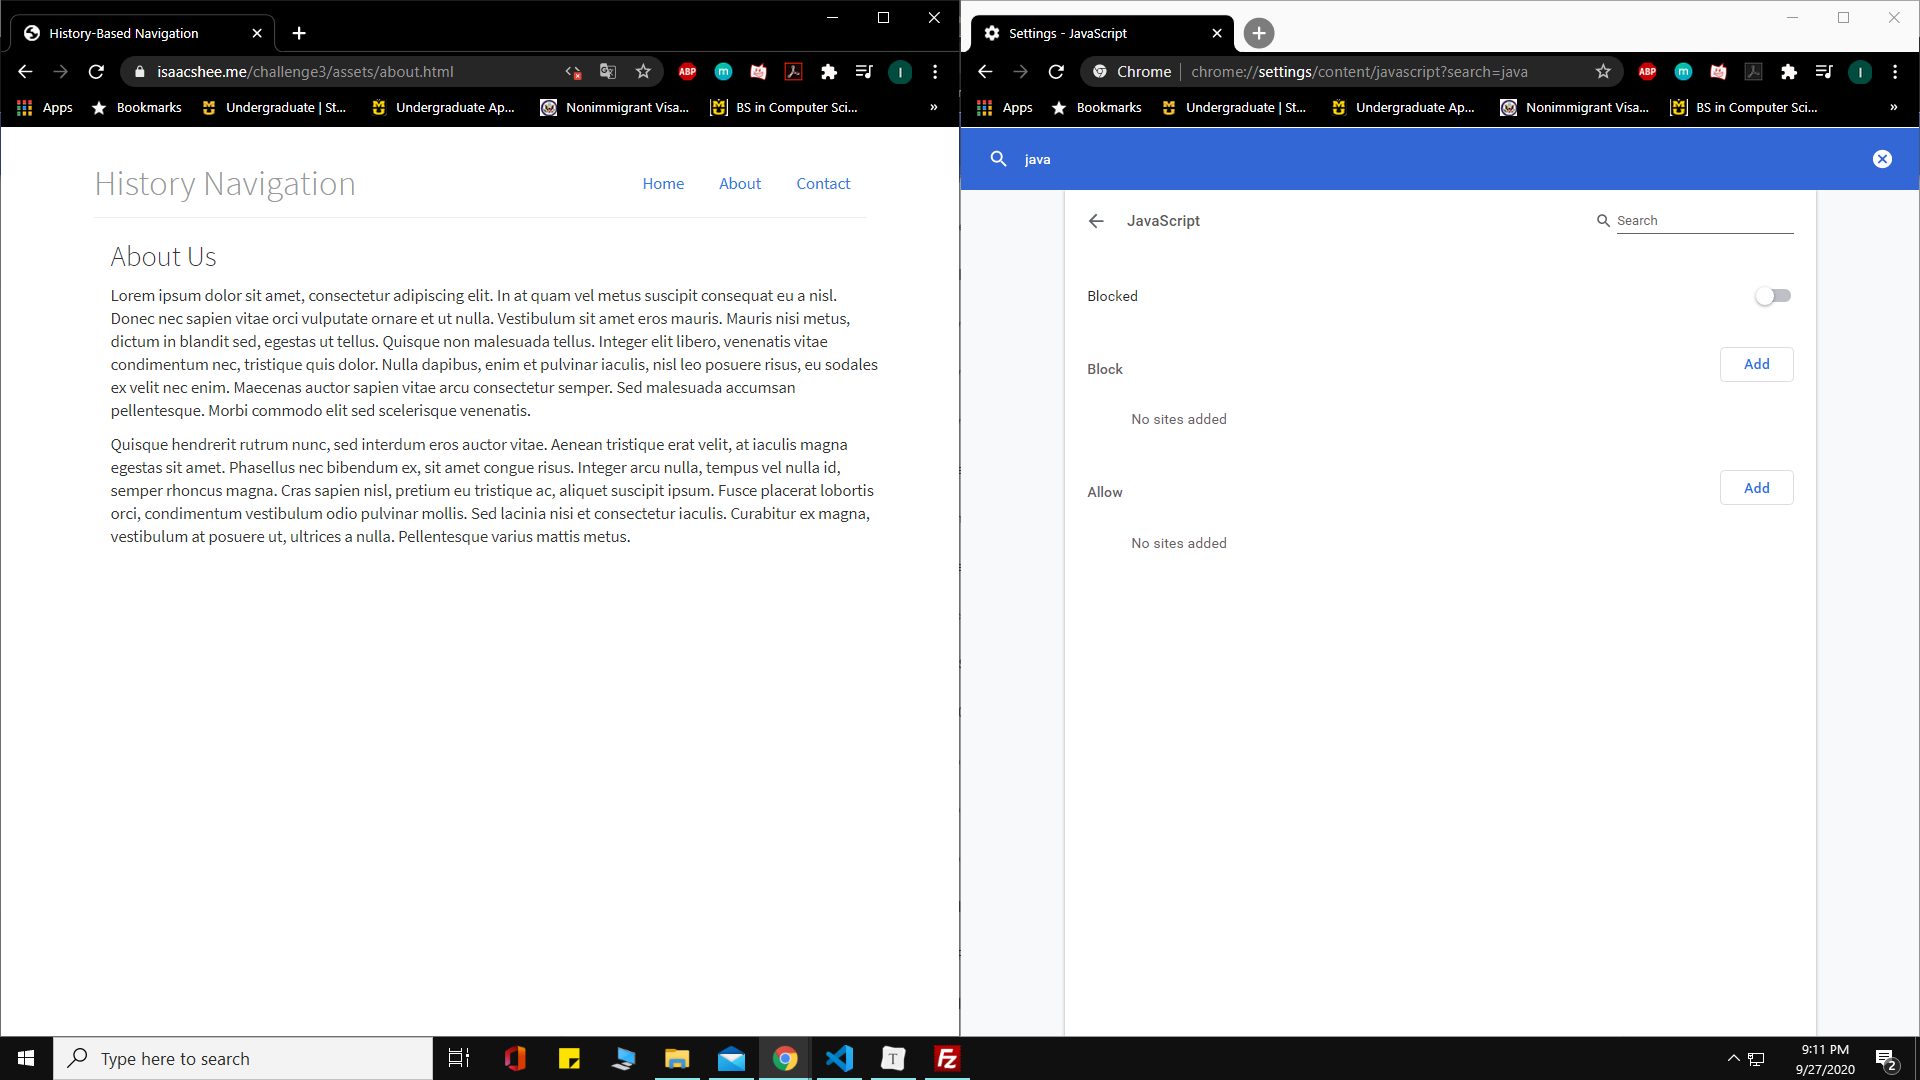 History-Based Navigation
isaacshee.me/challenge3/assets/about.html
ABP
m
I
Apps
Bookmarks
Undergraduate | St...
Undergraduate Ap...
Nonimmigrant Visa...
BS in Computer Sci...
»
History Navigation
Home
About
Contact
About Us
Lorem ipsum dolor sit amet, consectetur adipiscing elit. In at quam vel metus suscipit consequat eu a nisl.
Donec nec sapien vitae orci vulputate ornare et ut nulla. Vestibulum sit amet eros mauris. Mauris nisi metus,
dictum in blandit sed, egestas ut tellus. Quisque non malesuada tellus. Integer elit libero, venenatis vitae
condimentum nec, tristique quis dolor. Nulla dapibus, enim et pulvinar iaculis, nisl leo posuere risus, eu sodales
ex velit nec enim. Maecenas auctor sapien vitae arcu consectetur semper. Sed malesuada accumsan
pellentesque. Morbi commodo elit sed scelerisque venenatis.
Quisque hendrerit rutrum nunc, sed interdum eros auctor vitae. Aenean tristique erat velit, at iaculis magna
egestas sit amet. Phasellus nec bibendum ex, sit amet congue risus. Integer arcu nulla, tempus vel nulla id,
semper rhoncus magna. Cras sapien nisl, pretium eu tristique ac, aliquet suscipit ipsum. Fusce placerat lobortis
orci, condimentum vestibulum odio pulvinar mollis. Sed lacinia nisi et consectetur iaculis. Curabitur ex magna,
vestibulum at posuere ut, ultrices a nulla. Pellentesque varius mattis metus.
Settings - JavaScript
Chrome
chrome://settings/content/javascript?search=java
ABP
m
I
Apps
Bookmarks
Undergraduate | St...
Undergraduate Ap...
Nonimmigrant Visa...
BS in Computer Sci...
»
java
JavaScript
Search
Blocked
Block
Add
No sites added
Allow
Add
No sites added
Type here to search
T
Fz
9:11 PM
9/27/2020
2